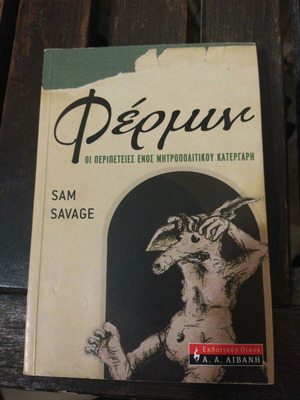 Φέρμιν
ΟΙ ΠΕΡΙΠΕΤΕΙΕΣ ΕΝΟΣ ΜΗΤΡΟΠΟΛΙΤΙΚΟΥ ΚΑΤΕΡΓΑΡΗ
SAM
SAVAGE
Εκδοτικός Οίκος
Α. Α. ΛΙΒΑΝΗ